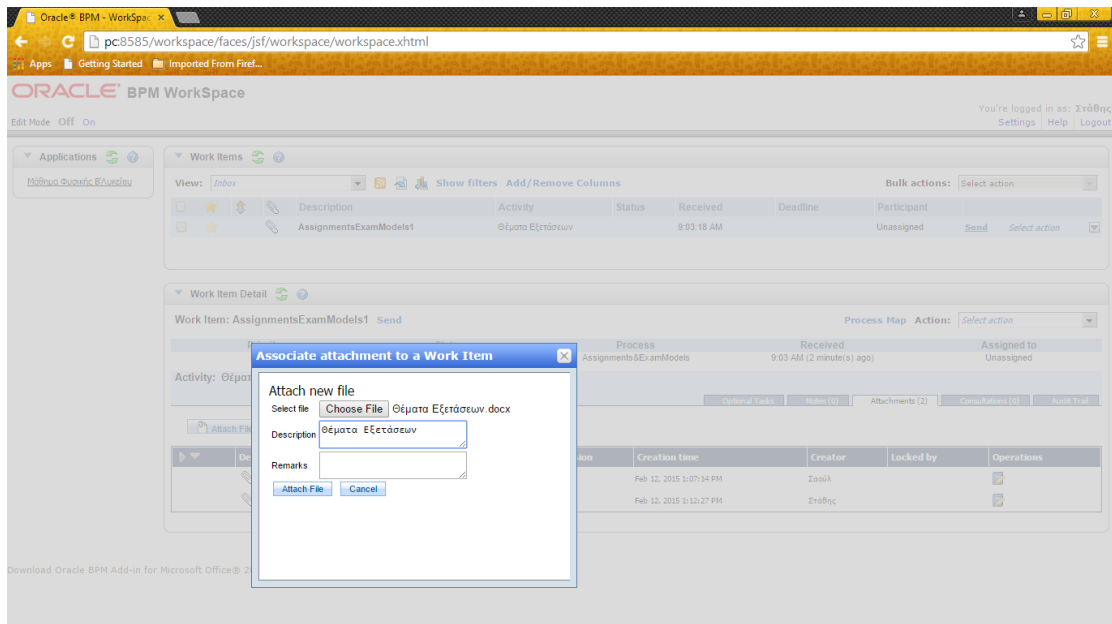 Oracle® BPM - WorkSpac
pc:8585/workspace/faces/jsf/workspace/workspace.xhtml
Apps Getting Started Imported From Firef...
ORACLE BPM WorkSpace
You're logged in as: Στάθης
Edit Mode Off On Settings Help Logout
Applications Work Items
Μάθημα Φυσικής Β'Λυκείου View: Inbox Show filters Add/Remove Columns Bulk actions: Select action
Description Activity Status Received Deadline Participant
AssignmentsExamModels1 Θέματα Εξετάσεων 9:03:18 AM Unassigned Send Select action
Work Item Detail
Work Item: AssignmentsExamModels1 Send Process Map Action: Select action
Process Received Assigned to
Assignments&ExamModels 9:03 AM (2 minute(s) ago) Unassigned
Associate attachment to a Work Item
Activity: Θέματ
Attach new file
Select file Choose File Θέματα Εξετάσεων.docx
Optional Tasks Notes (0) Attachments (2) Consultations (0) Audit Trail
Attach File
Description Θέματα Εξετάσεων
De sion Creation time Creator Locked by Operations
Remarks
Feb 12, 2015 1:07:14 PM Σαούλ
Attach File Cancel
Feb 12, 2015 1:12:27 PM Στάθης
Download Oracle BPM Add-in for Microsoft Office® 2